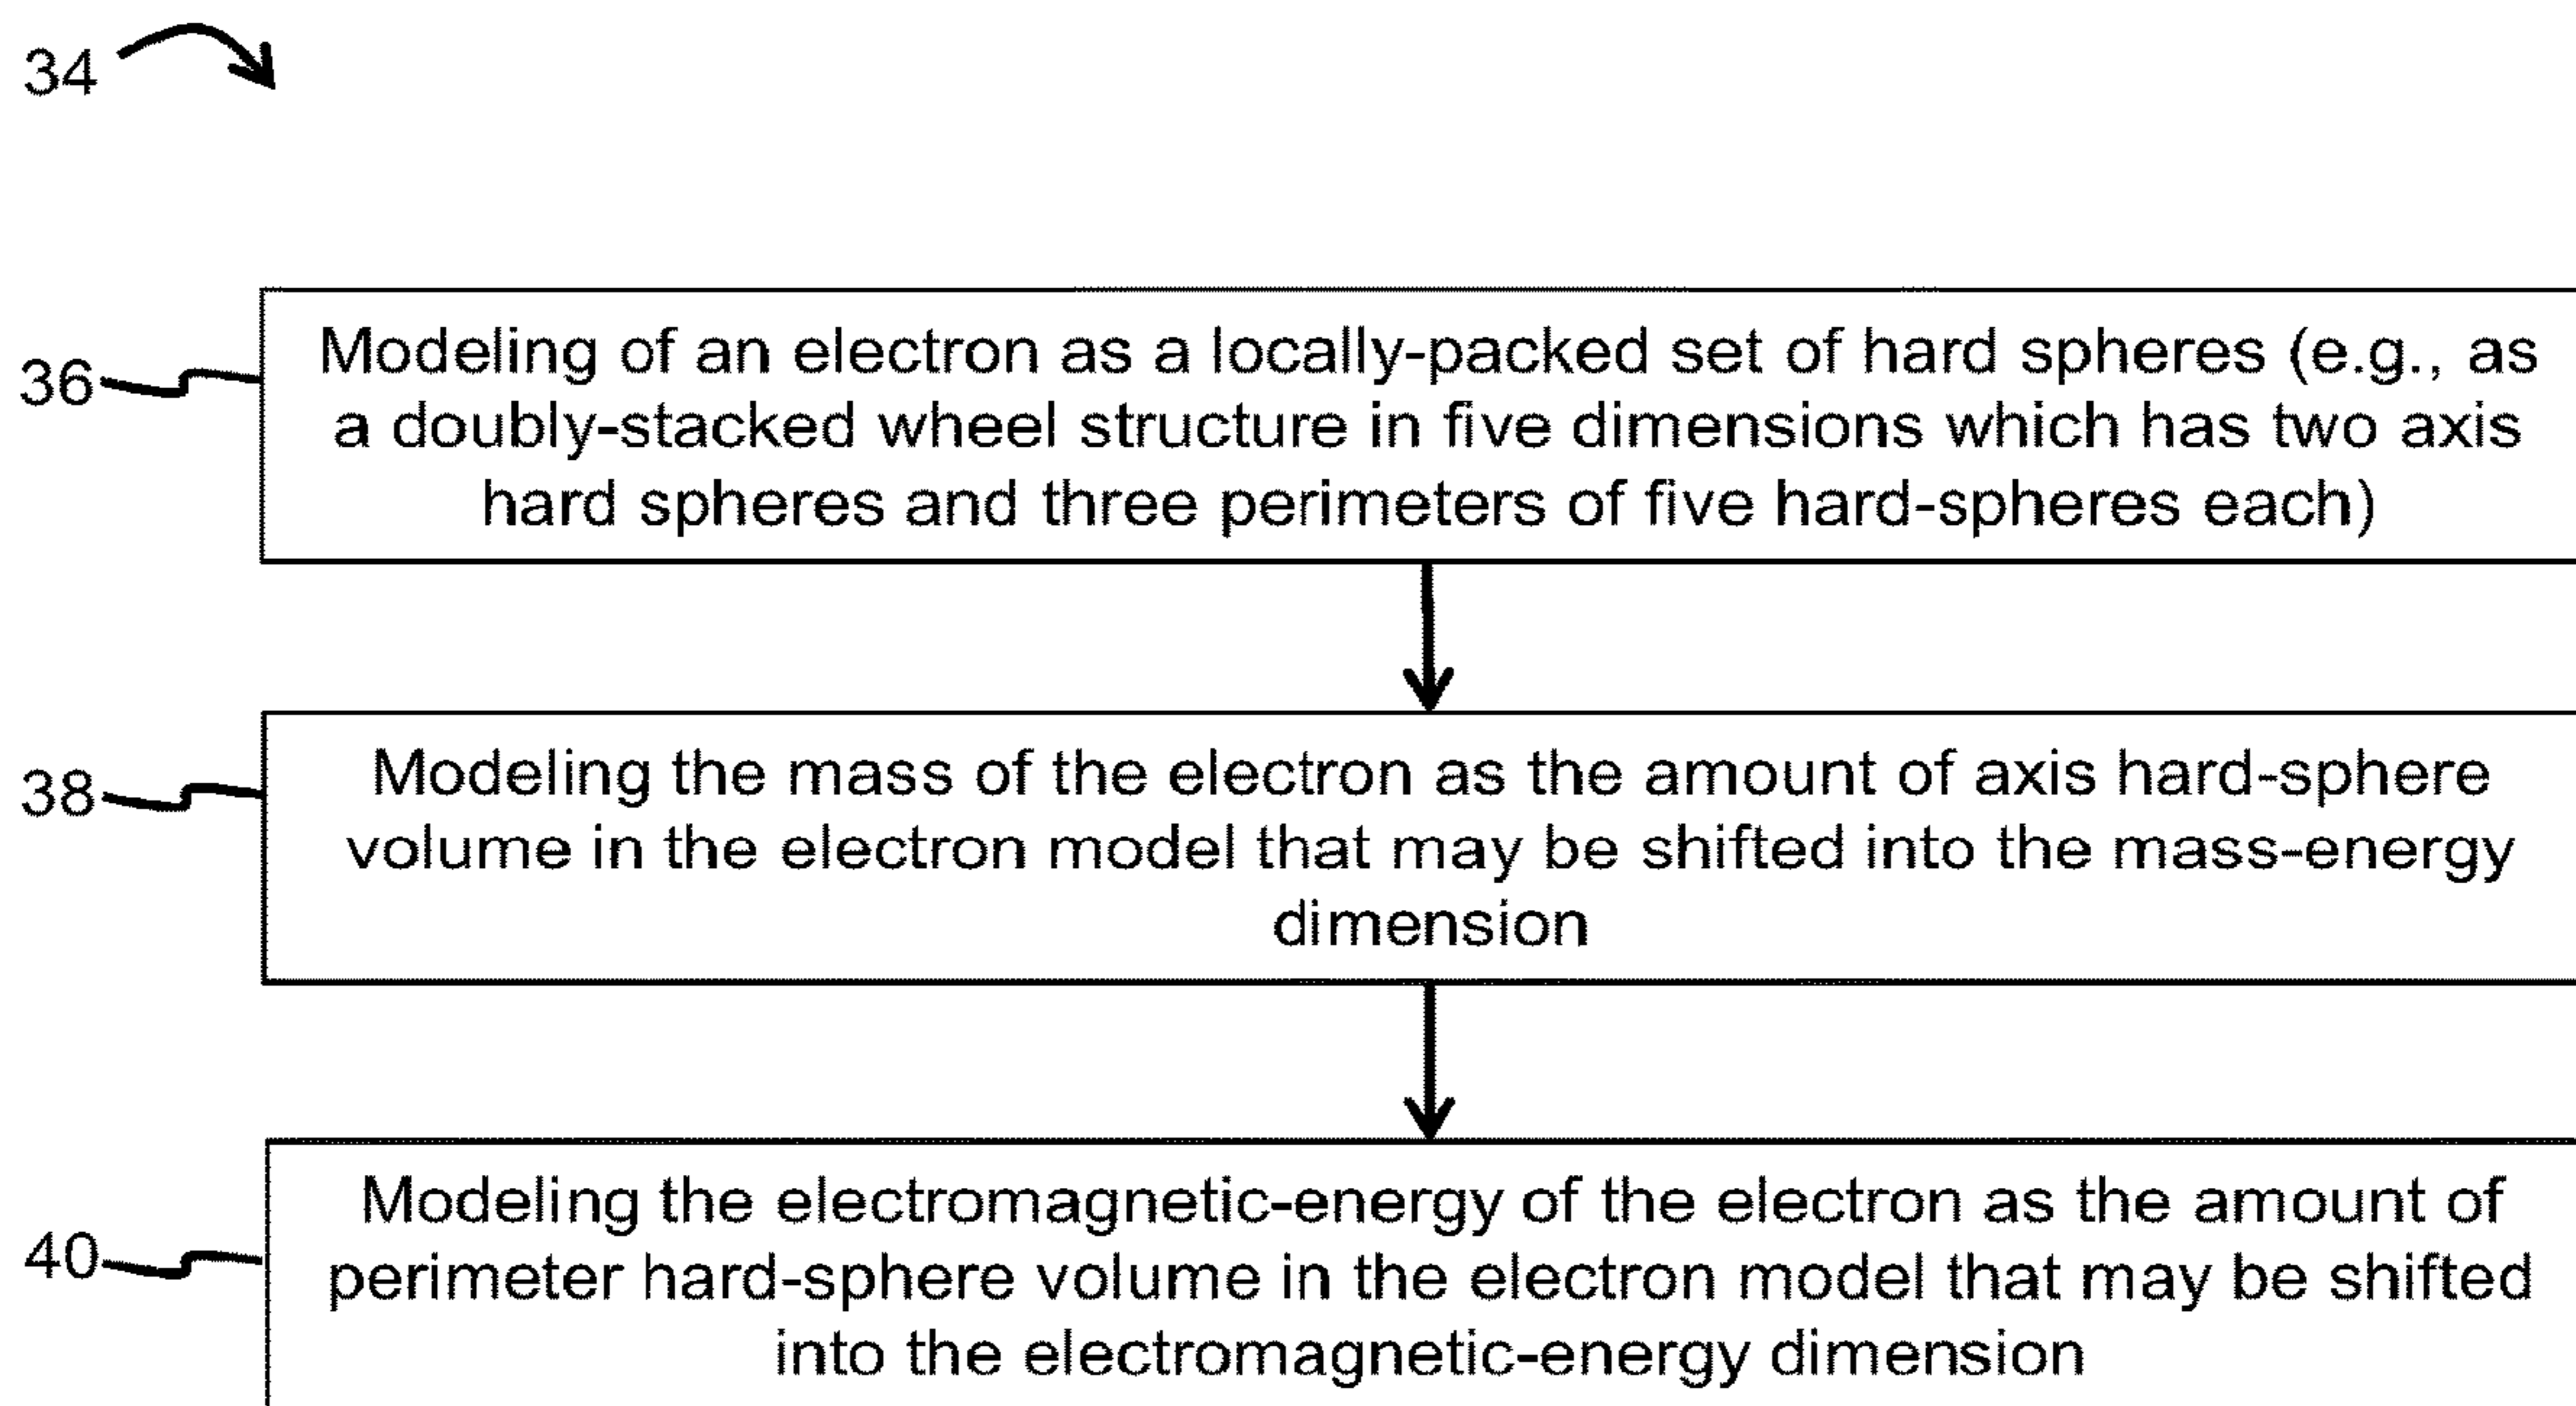 34
36
Modeling of an electron as a locally-packed set of hard spheres (e.g., as
a doubly-stacked wheel structure in five dimensions which has two axis
hard spheres and three perimeters of five hard-spheres each)
38
Modeling the mass of the electron as the amount of axis hard-sphere
volume in the electron model that may be shifted into the mass-energy
dimension
40
Modeling the electromagnetic-energy of the electron as the amount of
perimeter hard-sphere volume in the electron model that may be shifted
into the electromagnetic-energy dimension